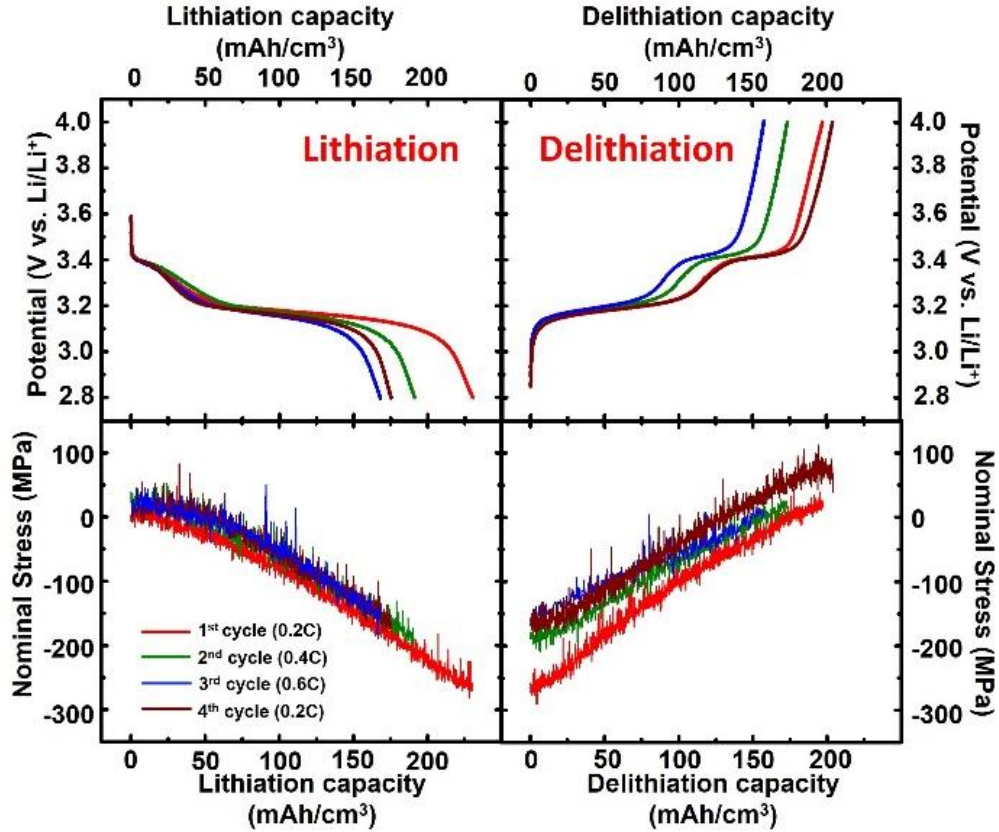 Lithiation capacity
(mAh/cm³)
0 50 100 150 200
Delithiation capacity
(mAh/cm³)
0 50 100 150 200
Potential (V vs. Li/Li⁺)
4.0
3.8
3.6
3.4
3.2
3.0
2.8
Lithiation
Delithiation
4.0
3.8
3.6
3.4
3.2
3.0
2.8
Potential (V vs. Li/Li⁺)
Nominal Stress (MPa)
100
0
-100
-200
-300
1ˢᵗ cycle (0.2C)
2ⁿᵈ cycle (0.4C)
3ʳᵈ cycle (0.6C)
4ᵗʰ cycle (0.2C)
100
0
-100
-200
-300
Nominal Stress (MPa)
0 50 100 150 200
Lithiation capacity
(mAh/cm³)
0 50 100 150 200
Delithiation capacity
(mAh/cm³)